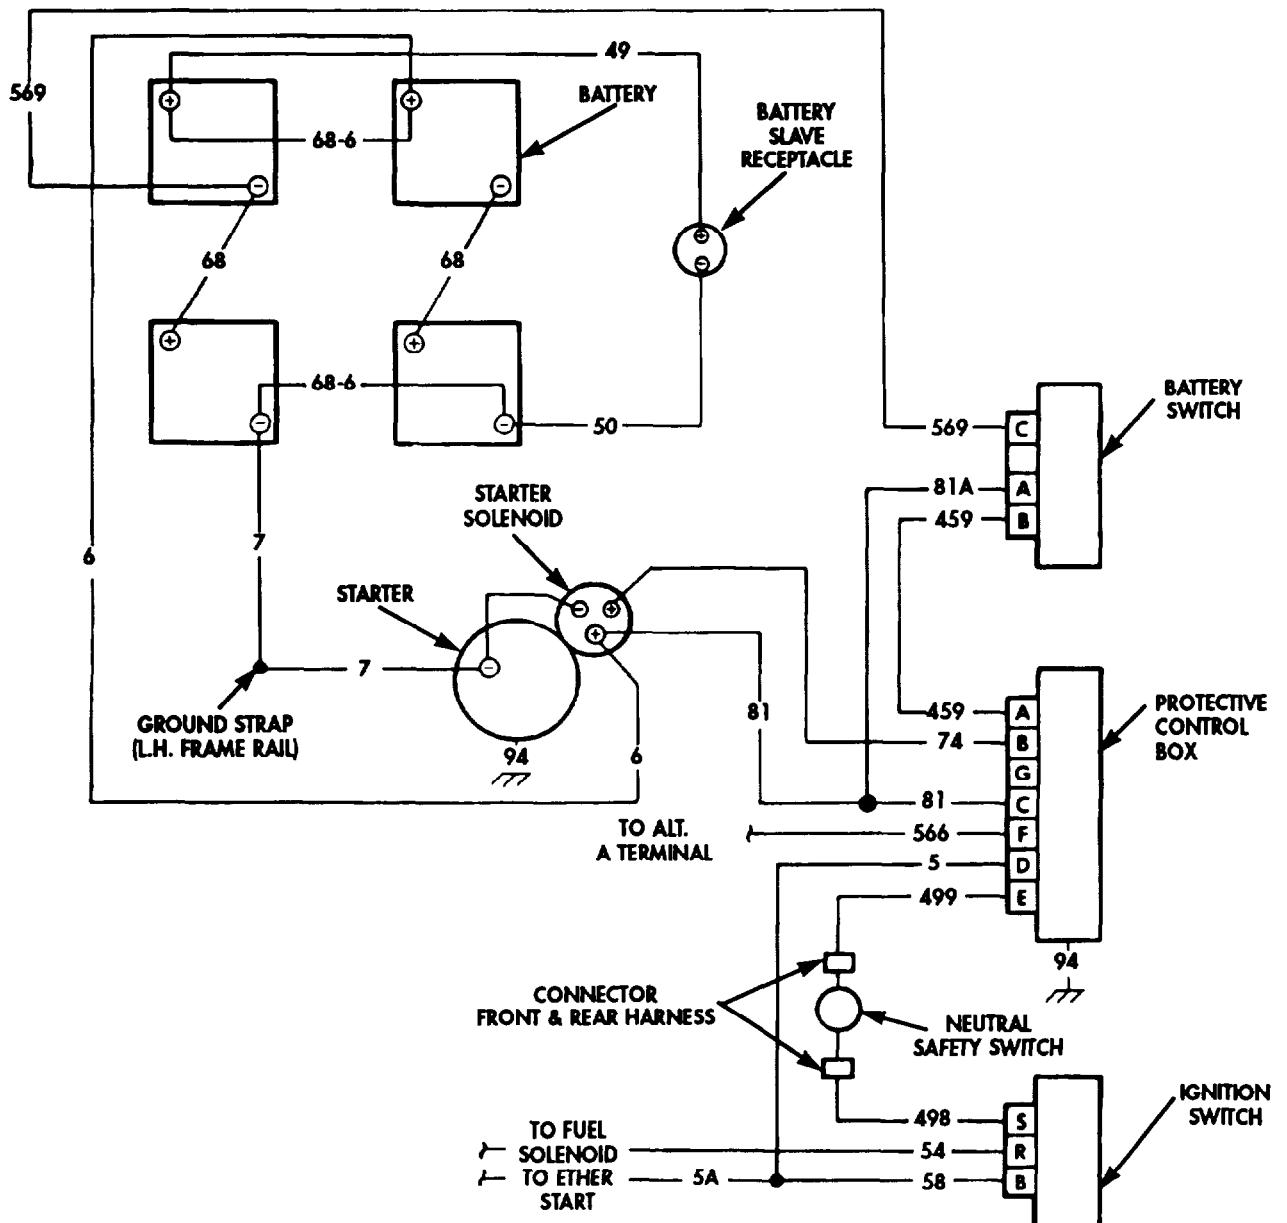 49
569
BATTERY
BATTERY
SLAVE
RECEPTACLE
68-6
68
68
68-6
BATTERY
SWITCH
50
569
C
81A
A
459
B
STARTER
SOLENOID
7
6
STARTER
7
GROUND STRAP
(L.H. FRAME RAIL)
94
81
6
459
A
74
B
G
81
C
566
F
5
D
499
E
PROTECTIVE
CONTROL
BOX
TO ALT.
A TERMINAL
94
CONNECTOR
FRONT & REAR HARNESS
NEUTRAL
SAFETY SWITCH
IGNITION
SWITCH
498
S
TO FUEL
SOLENOID
54
R
TO ETHER
START
5A
58
B